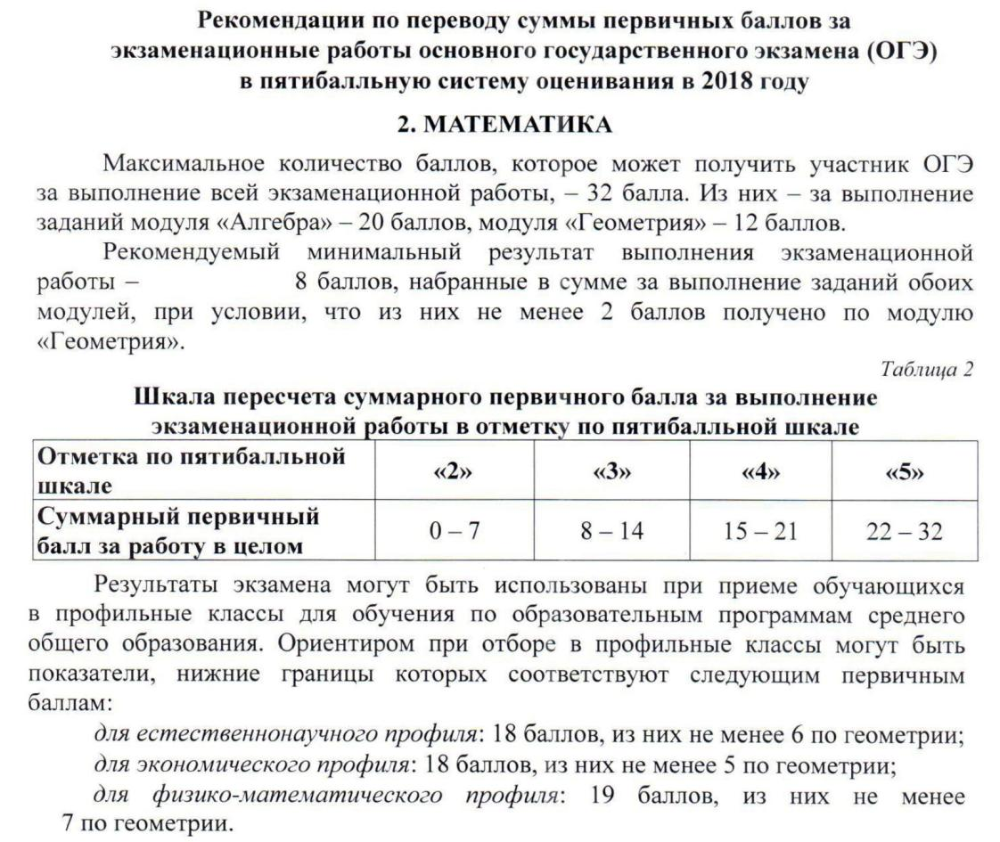 Рекомендации по переводу суммы первичных баллов за
экзаменационные работы основного государственного экзамена (ОГЭ)
в пятибалльную систему оценивания в 2018 году
2. МАТЕМАТИКА
Максимальное количество баллов, которое может получить участник ОГЭ
за выполнение всей экзаменационной работы, – 32 балла. Из них – за выполнение
заданий модуля «Алгебра» – 20 баллов, модуля «Геометрия» – 12 баллов.
Рекомендуемый минимальный результат выполнения экзаменационной
работы – 8 баллов, набранные в сумме за выполнение заданий обоих
модулей, при условии, что из них не менее 2 баллов получено по модулю
«Геометрия».
Таблица 2
Шкала пересчета суммарного первичного балла за выполнение
экзаменационной работы в отметку по пятибалльной шкале
Отметка по пятибалльной
шкале
«2» «3» «4» «5»
Суммарный первичный
балл за работу в целом
0 – 7 8 – 14 15 – 21 22 – 32
Результаты экзамена могут быть использованы при приеме обучающихся
в профильные классы для обучения по образовательным программам среднего
общего образования. Ориентиром при отборе в профильные классы могут быть
показатели, нижние границы которых соответствуют следующим первичным
баллам:
для естественнонаучного профиля: 18 баллов, из них не менее 6 по геометрии;
для экономического профиля: 18 баллов, из них не менее 5 по геометрии;
для физико-математического профиля: 19 баллов, из них не менее
7 по геометрии.